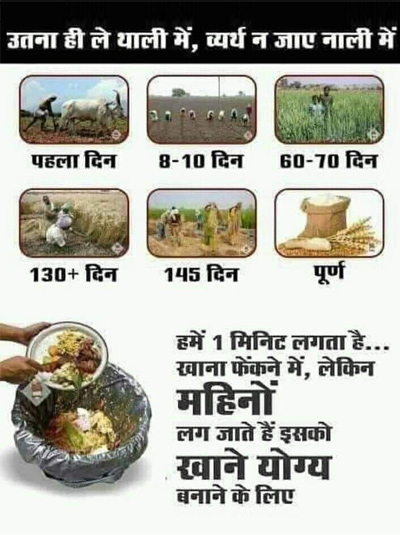 उतना ही ले थाली में, व्यर्थ न जाए नाली में
पहला दिन
8-10 दिन
60-70 दिन
130+ दिन
145 दिन
पूर्ण
हमें 1 मिनिट लगता है...
खाना फेंकने में, लेकिन
महिनों
लग जाते हैं इसको
खाने योग्य
बनाने के लिए